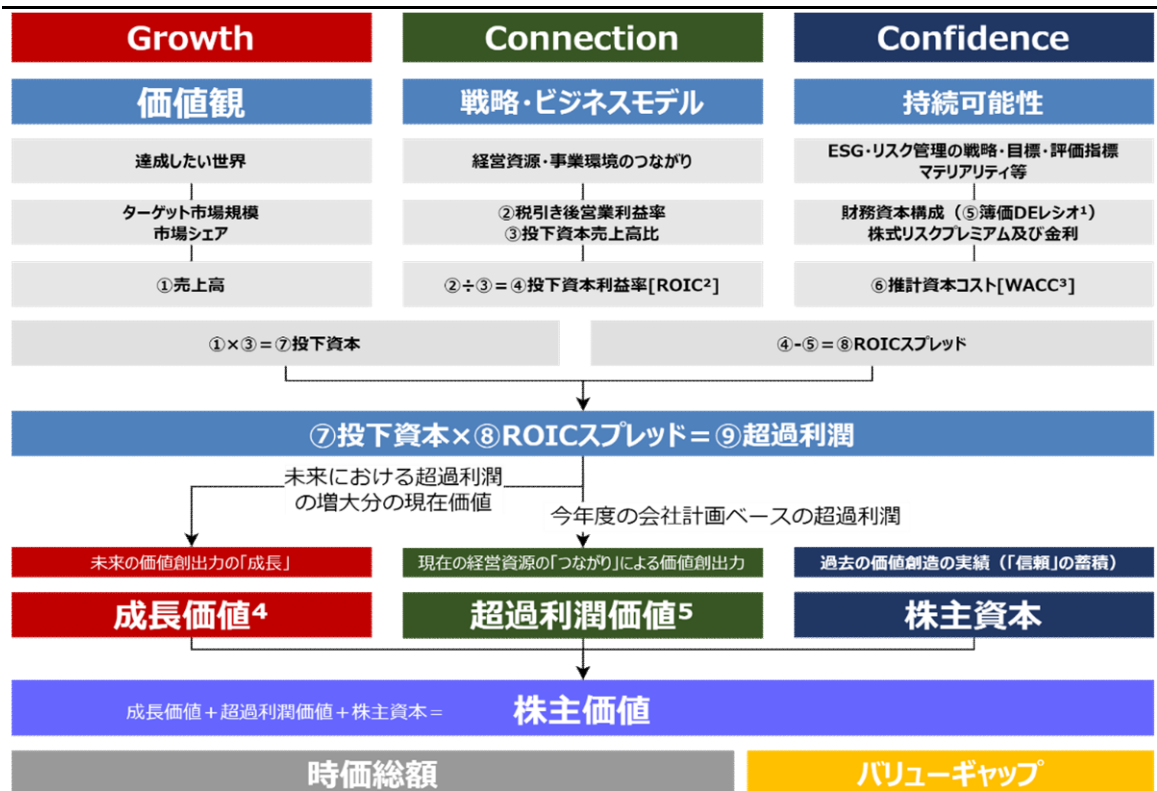 Growth
Connection
Confidence
価値観
戦略・ビジネスモデル
持続可能性
達成したい世界
経営資源・事業環境のつながり
ESG・リスク管理の戦略・目標・評価指標
マテリアリティ等
ターゲット市場規模
市場シェア
②税引き後営業利益率
③投下資本売上高比
財務資本構成（⑤簿価DEレシオ¹）
株式リスクプレミアム及び金利
①売上高
②÷③＝④投下資本利益率[ROIC²]
⑥推計資本コスト[WACC³]
①×③＝⑦投下資本
④-⑤＝⑧ROICスプレッド
⑦投下資本×⑧ROICスプレッド＝⑨超過利潤
未来における超過利潤
の増大分の現在価値
今年度の会社計画ベースの超過利潤
未来の価値創出力の「成長」
現在の経営資源の「つながり」による価値創出力
過去の価値創造の実績（「信頼」の蓄積）
成長価値⁴
超過利潤価値⁵
株主資本
成長価値＋超過利潤価値＋株主資本＝
株主価値
時価総額
バリューギャップ